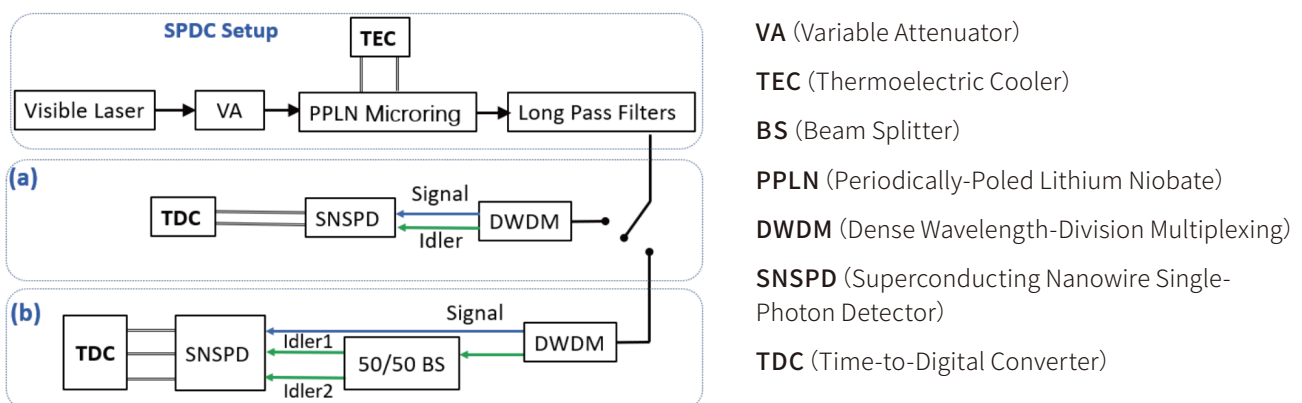 SPDC Setup
TEC
Visible Laser
VA
PPLN Microring
Long Pass Filters
(a)
TDC
SNSPD
Signal
Idler
DWDM
(b)
TDC
SNSPD
Signal
Idler1
Idler2
50/50 BS
DWDM
VA (Variable Attenuator)
TEC (Thermoelectric Cooler)
BS (Beam Splitter)
PPLN (Periodically-Poled Lithium Niobate)
DWDM (Dense Wavelength-Division Multiplexing)
SNSPD (Superconducting Nanowire Single-
Photon Detector)
TDC (Time-to-Digital Converter)